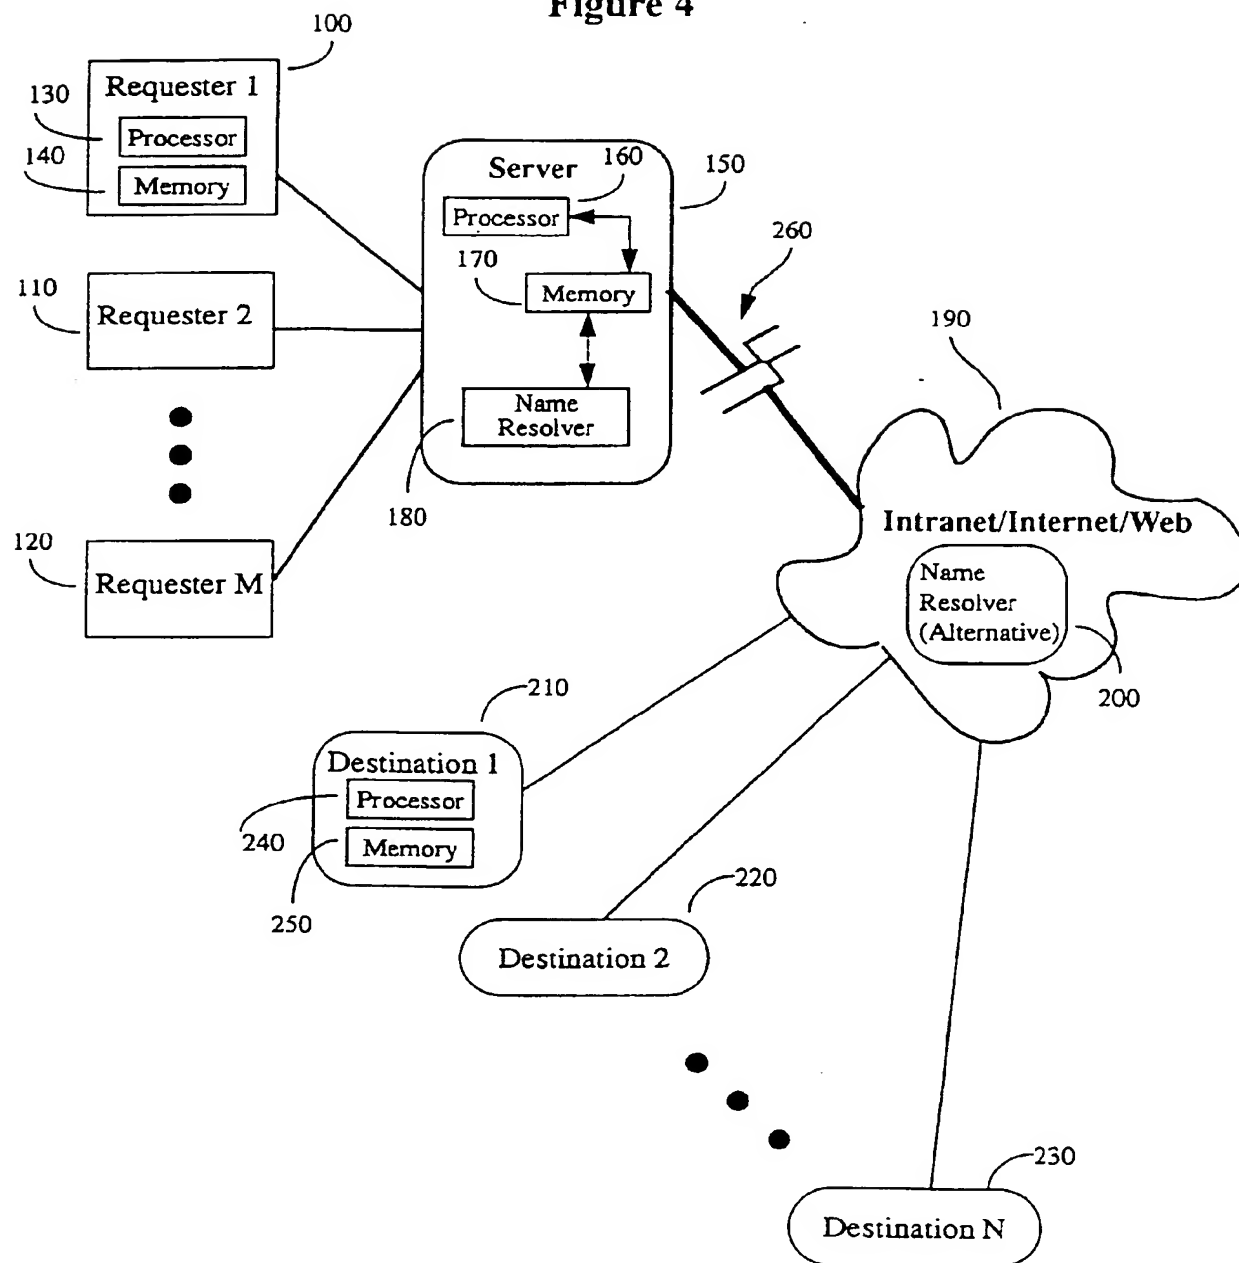 Figure 4
100
Requester 1
130
Processor
140
Memory
Server
160
150
Processor
260
170
Memory
110
Requester 2
190
Name
Resolver
180
Intranet/Internet/Web
120
Requester M
Name
Resolver
(Alternative)
200
210
Destination 1
Processor
240
Memory
250
220
Destination 2
230
Destination N